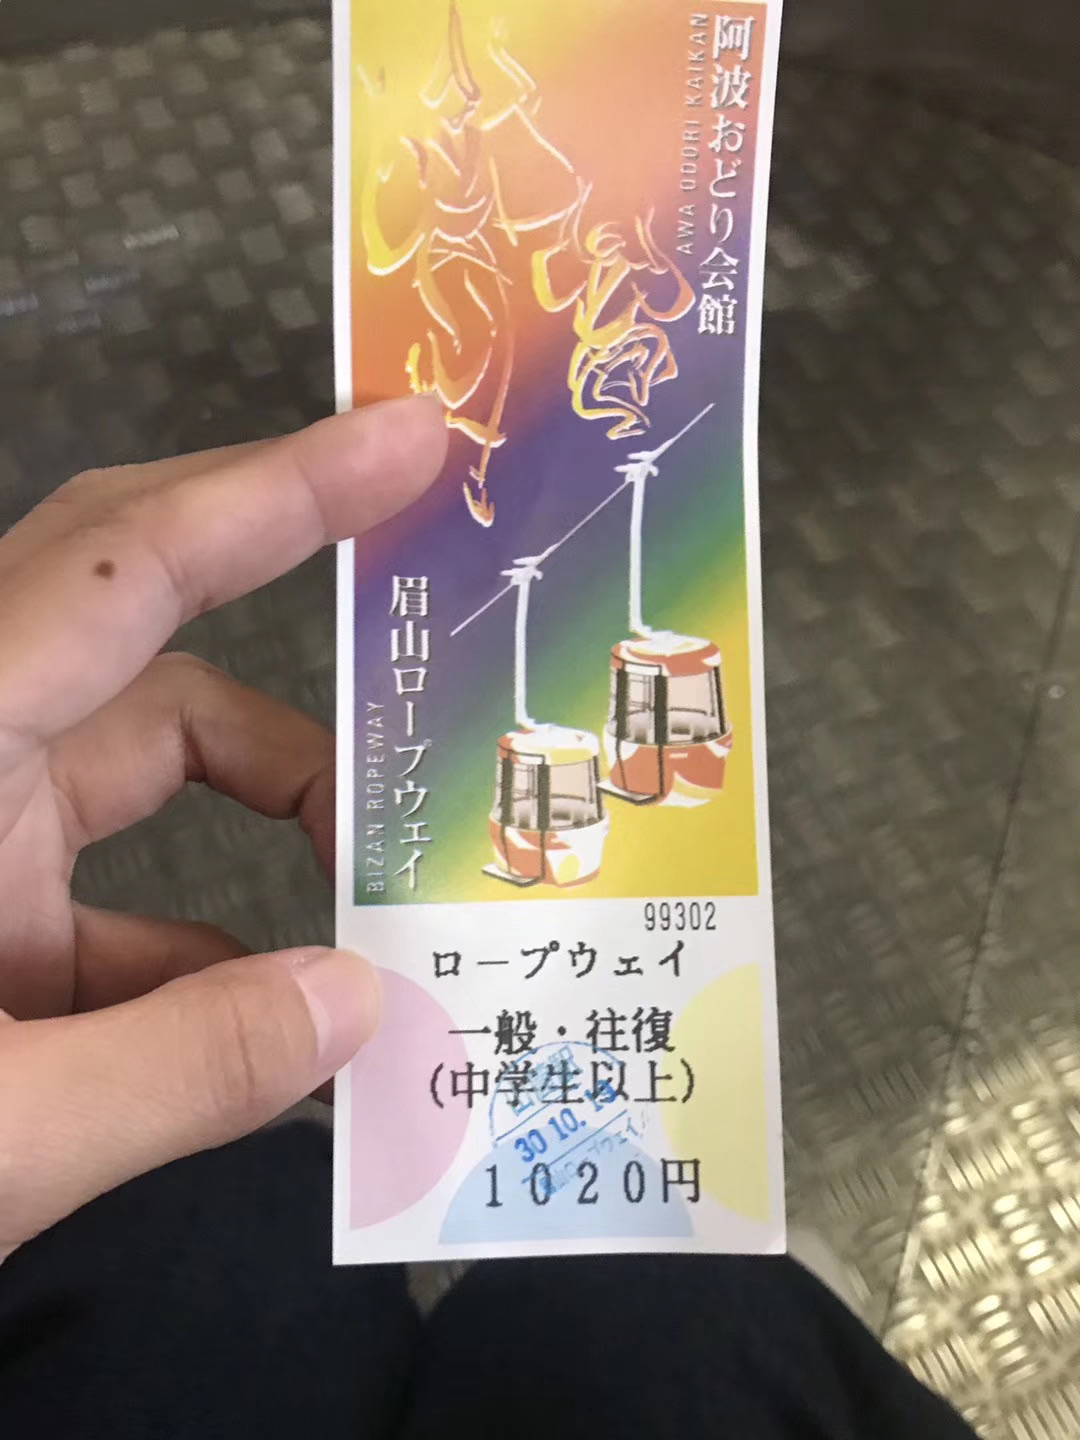 阿波おどり会館
AWA ODORI KAIKAN
眉山ロープウェイ
BIZAN ROPEWAY
99302
ロープウェイ
一般・往復
(中学生以上)
30.10.
1020円